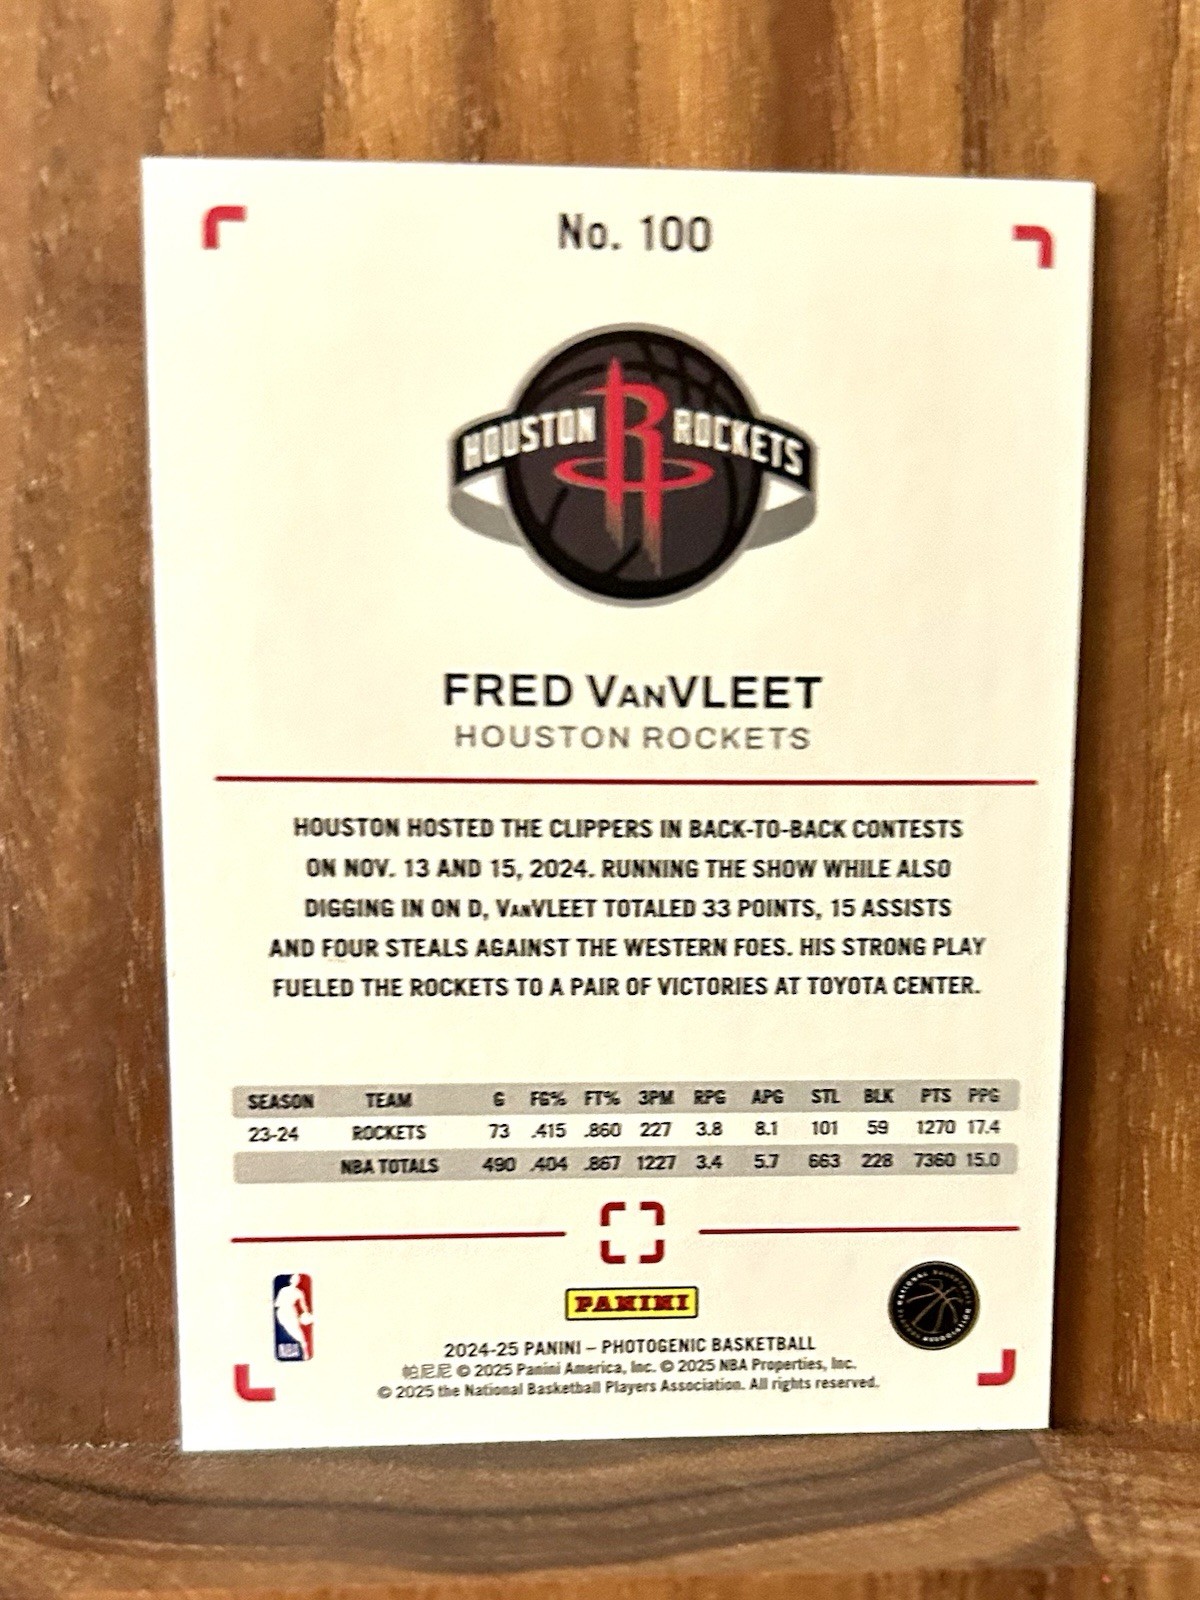 No. 100
HOUSTON ROCKETS
FRED VANVLEET
HOUSTON ROCKETS
HOUSTON HOSTED THE CLIPPERS IN BACK-TO-BACK CONTESTS
ON NOV. 13 AND 15, 2024. RUNNING THE SHOW WHILE ALSO
DIGGING IN ON D, VANVLEET TOTALED 33 POINTS, 15 ASSISTS
AND FOUR STEALS AGAINST THE WESTERN FOES. HIS STRONG PLAY
FUELED THE ROCKETS TO A PAIR OF VICTORIES AT TOYOTA CENTER.
SEASON TEAM G FG% FT% 3PM RPG APG STL BLK PTS PPG
23-24 ROCKETS 73 .415 .860 227 3.8 8.1 101 59 1270 17.4
NBA TOTALS 490 .404 .867 1227 3.4 5.7 663 228 7360 15.0
NBA
PANINI
NATIONAL BASKETBALL PLAYERS ASSOCIATION
2024-25 PANINI – PHOTOGENIC BASKETBALL
帕尼尼 © 2025 Panini America, Inc. © 2025 NBA Properties, Inc.
© 2025 the National Basketball Players Association. All rights reserved.